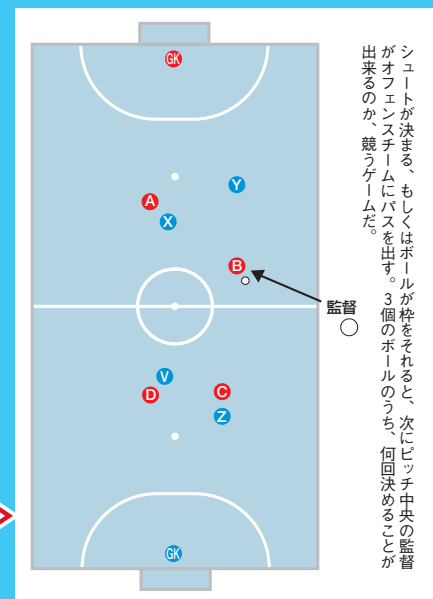 シュートが決まる、もしくはボールが枠をそれると、次にピッチ中央の監督
がオフェンスチームにパスを出す。3個のボールのうち、何回決めることが
出来るのか、競うゲームだ。
GK
Y
A
X
B
監督
V
D
C
Z
GK